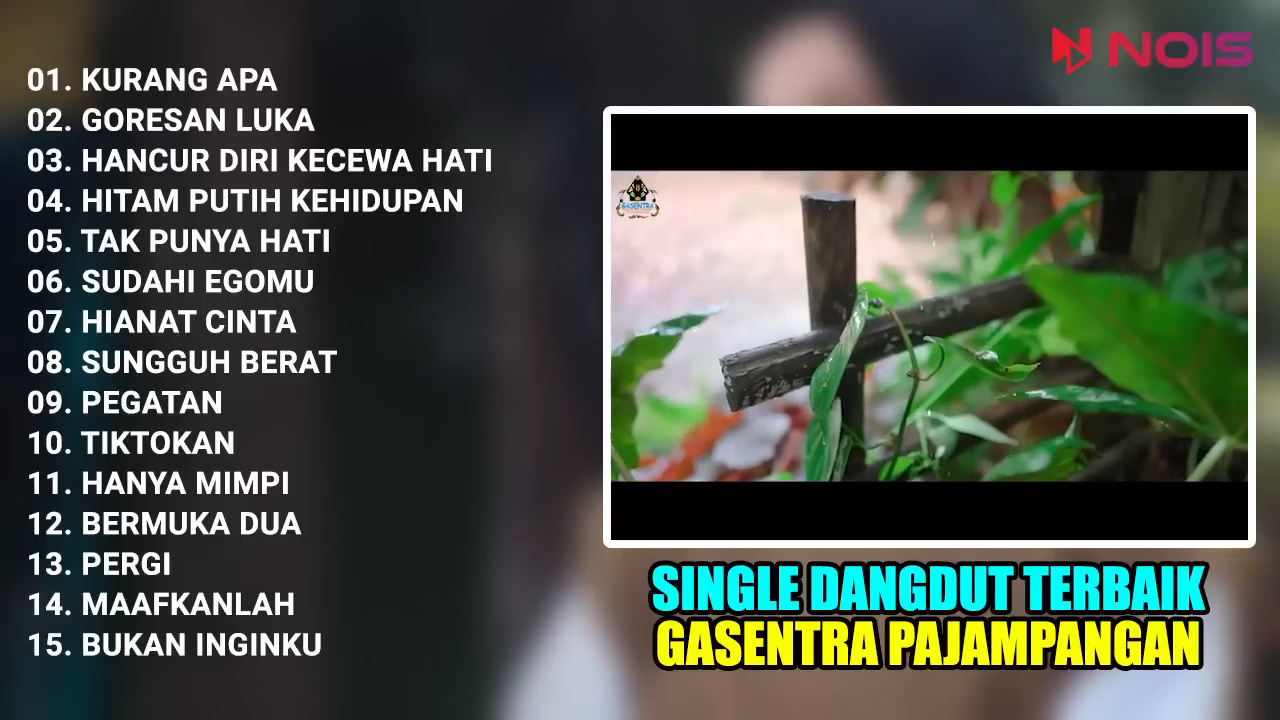 NOIS
01. KURANG APA
02. GORESAN LUKA
03. HANCUR DIRI KECEWA HATI
04. HITAM PUTIH KEHIDUPAN
05. TAK PUNYA HATI
06. SUDAHI EGOMU
07. HIANAT CINTA
08. SUNGGUH BERAT
09. PEGATAN
10. TIKTOKAN
11. HANYA MIMPI
12. BERMUKA DUA
13. PERGI
14. MAAFKANLAH
15. BUKAN INGINKU
GASENTRA
SINGLE DANGDUT TERBAIK
GASENTRA PAJAMPANGAN